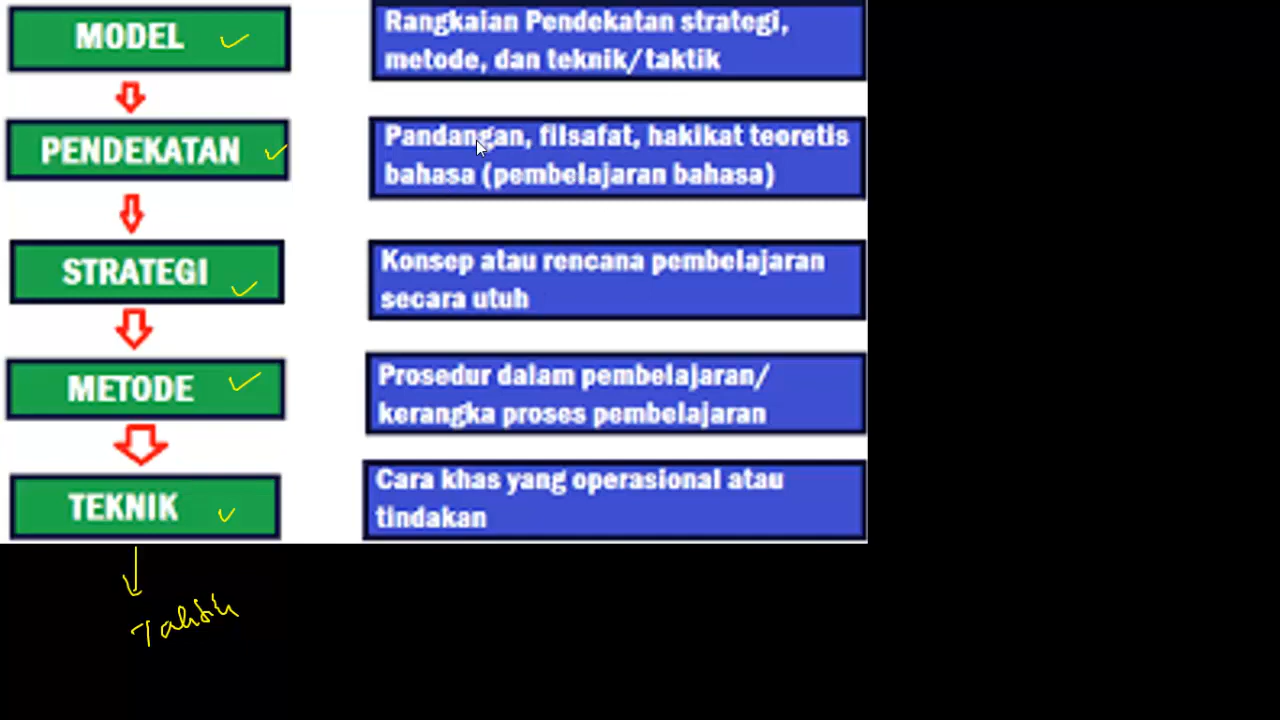 MODEL
Rangkaian Pendekatan strategi,
metode, dan teknik/taktik
PENDEKATAN
Pandangan, filsafat, hakikat teoretis
bahasa (pembelajaran bahasa)
STRATEGI
Konsep atau rencana pembelajaran
secara utuh
METODE
Prosedur dalam pembelajaran/
kerangka proses pembelajaran
TEKNIK
Cara khas yang operasional atau
tindakan
Taktik